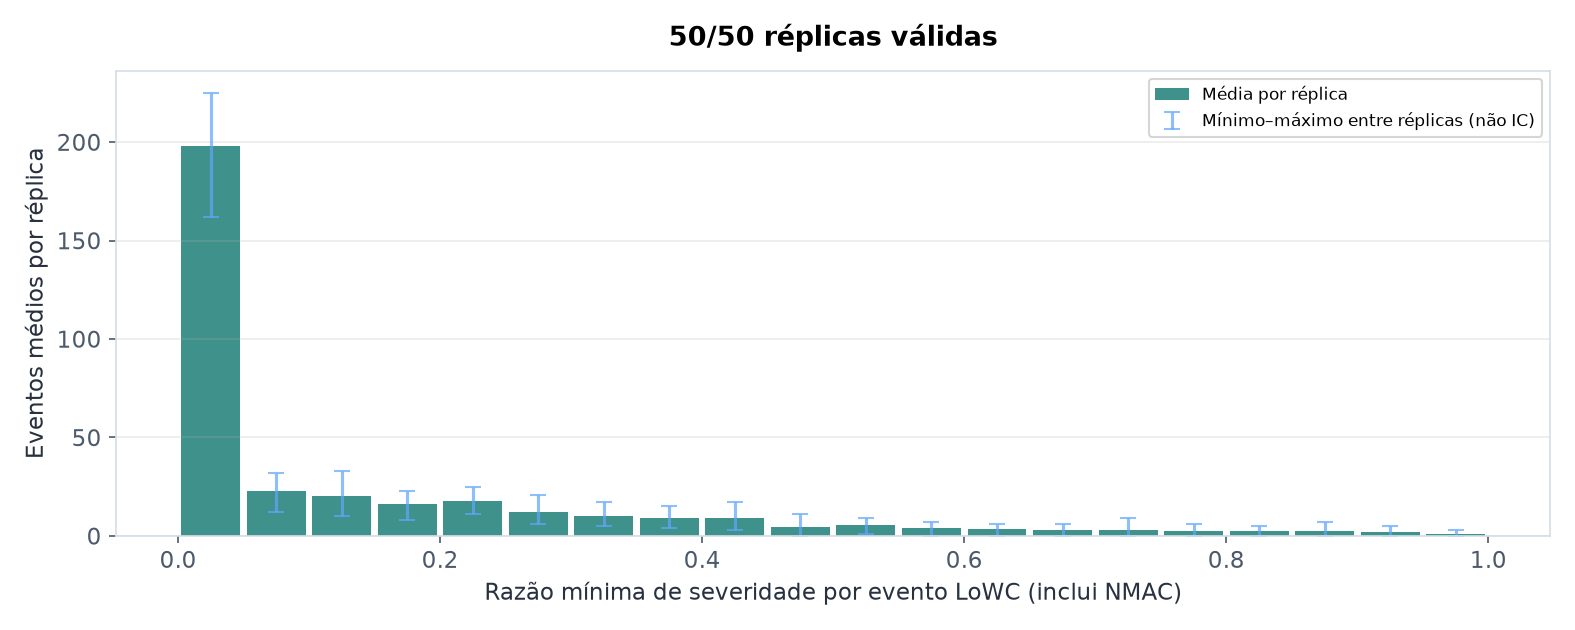 50/50 réplicas válidas
Média por réplica
Mínimo–máximo entre réplicas (não IC)
Eventos médios por réplica
200
150
100
50
0
0.0 0.2 0.4 0.6 0.8 1.0
Razão mínima de severidade por evento LoWC (inclui NMAC)